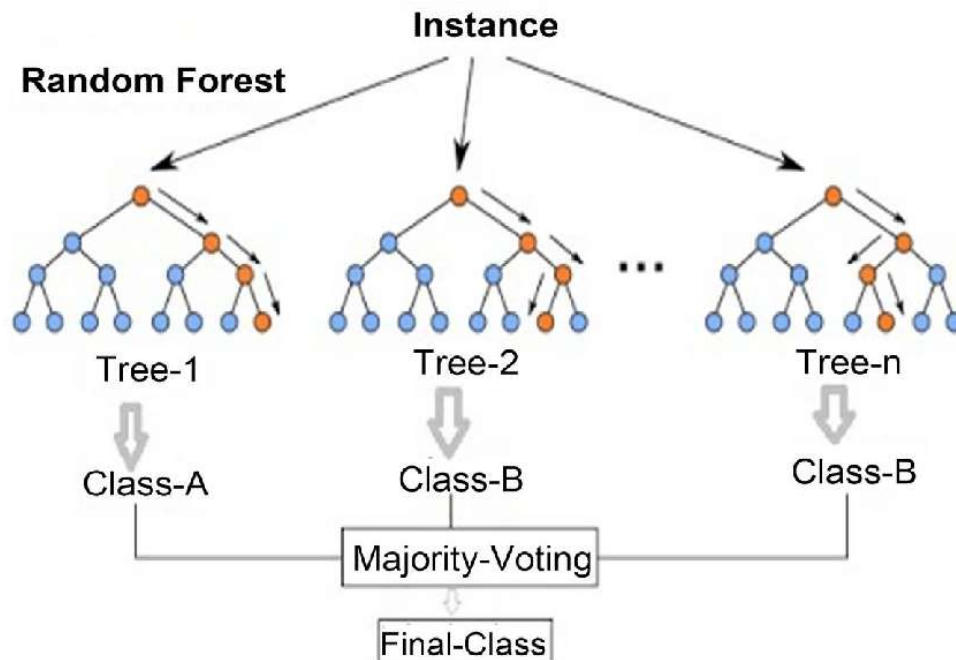 Instance
Random Forest
...
Tree-1
Tree-2
Tree-n
Class-A
Class-B
Class-B
Majority-Voting
Final-Class